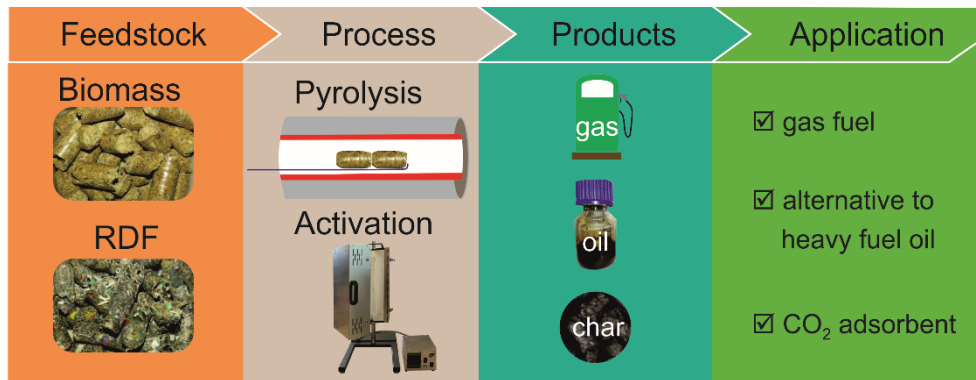 Feedstock
Process
Products
Application
Biomass
RDF
Pyrolysis
Activation
gas
oil
char
☑ gas fuel
☑ alternative to
heavy fuel oil
☑ CO₂ adsorbent